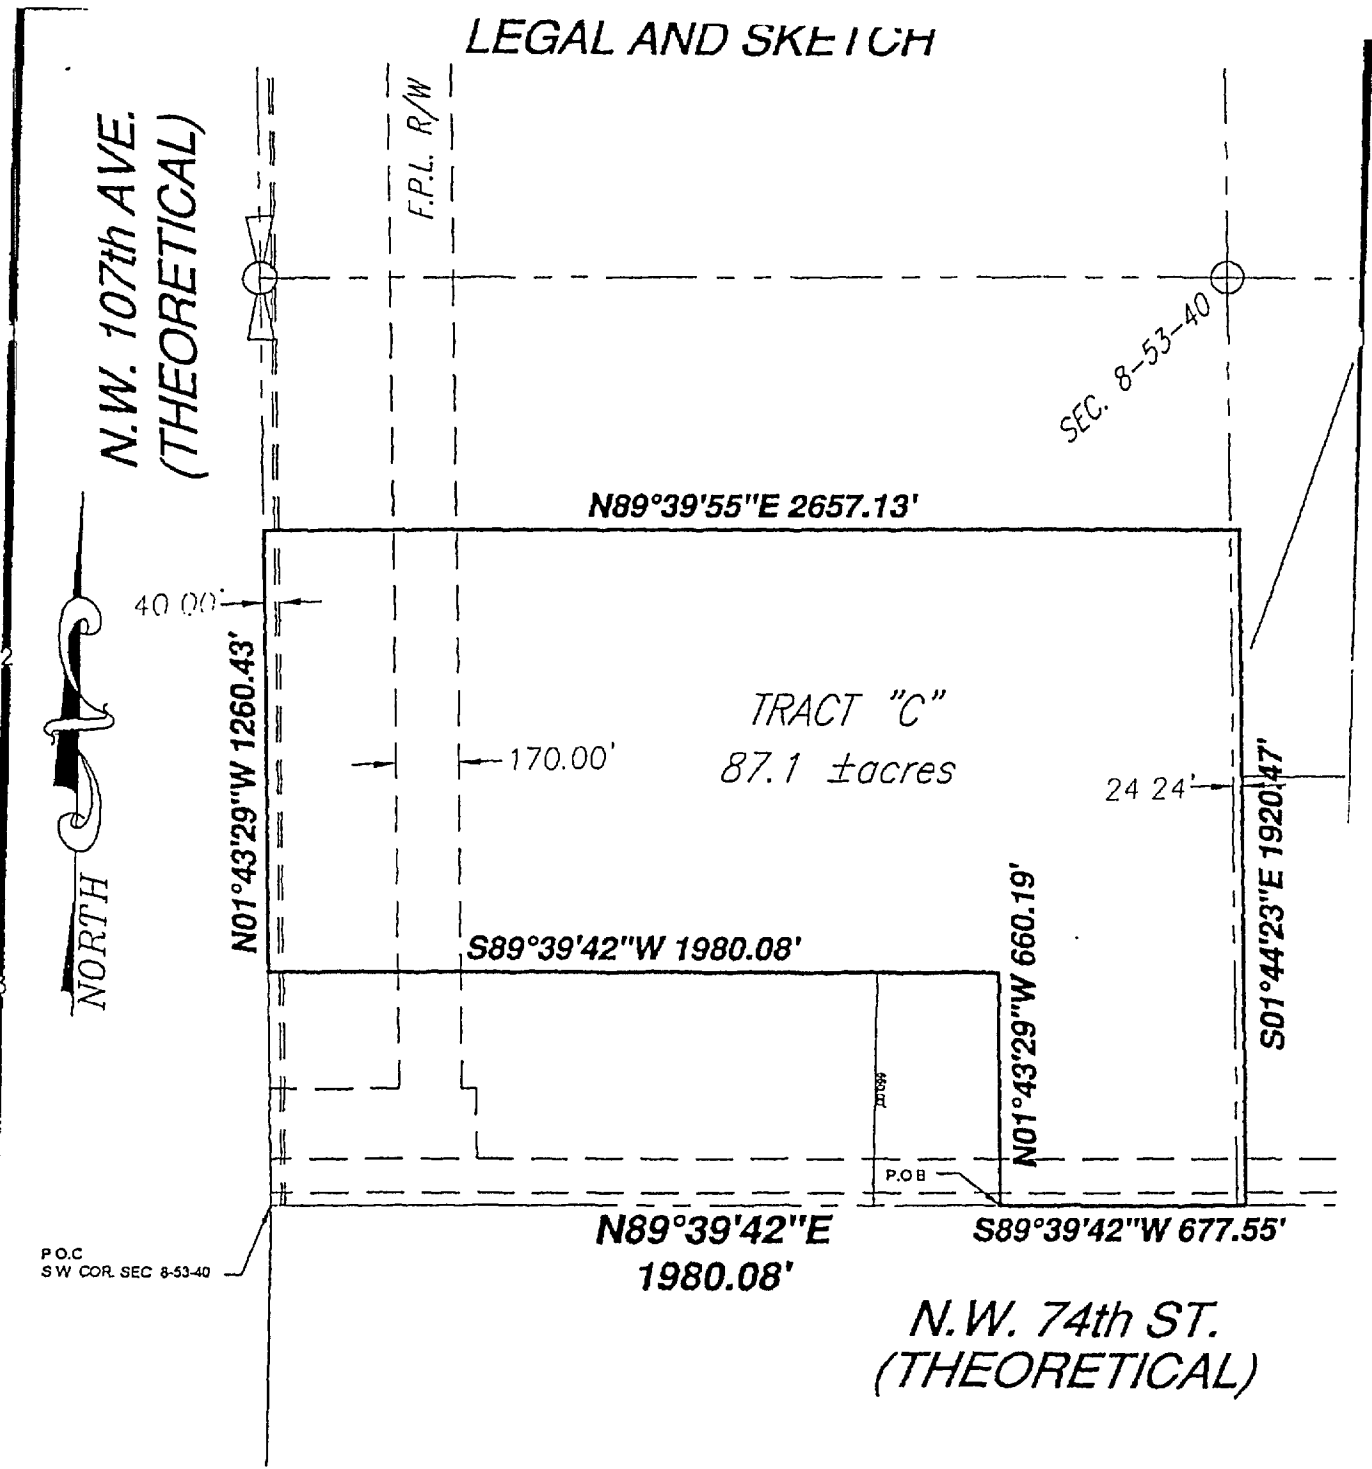 LEGAL AND SKETCH
N.W. 107th AVE.
(THEORETICAL)
F.P.L. R/W
SEC. 8-53-40
N89°39'55"E 2657.13'
40 00'
N01°43'29"W 1260.43'
TRACT "C"
87.1 ±acres
170.00'
24 24'
S01°44'23"E 1920.47'
NORTH
S89°39'42"W 1980.08'
N01°43'29"W 660.19'
P.O B
N89°39'42"E
1980.08'
S89°39'42"W 677.55'
P O.C
S W COR. SEC 8-53-40
N.W. 74th ST.
(THEORETICAL)
2